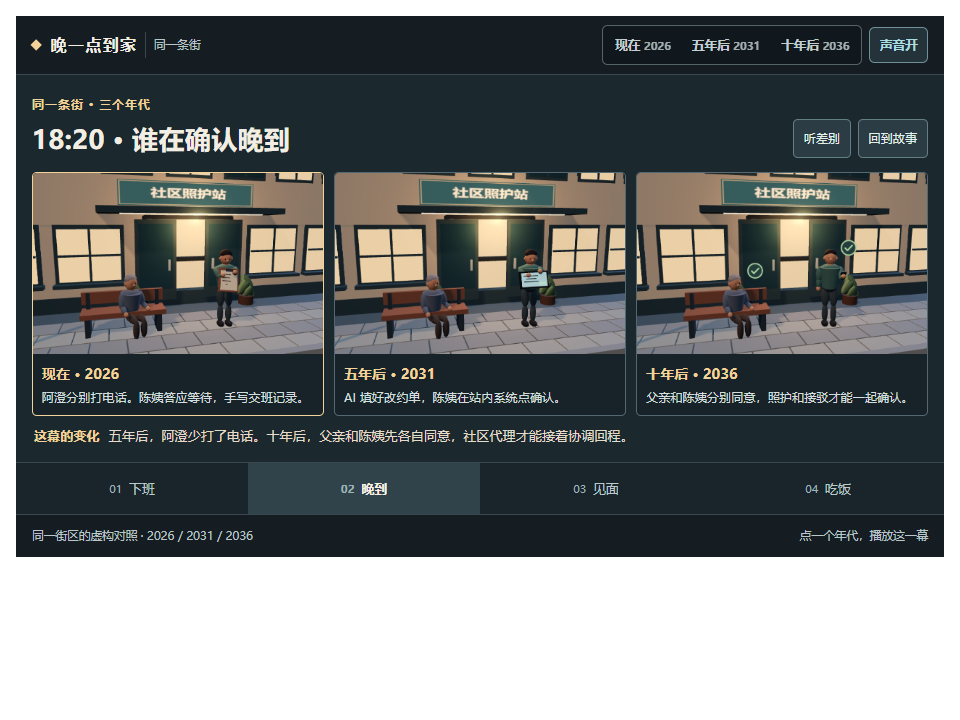 晚一点到家 同一条街
现在 2026 五年后 2031 十年后 2036 声音开
同一条街 • 三个年代
18:20 • 谁在确认晚到
听差别 回到故事
社区照护站 社区照护站 社区照护站
现在 • 2026
阿澄分别打电话。陈姨答应等待，手写交班记录。
五年后 • 2031
AI 填好改约单，陈姨在站内系统点确认。
十年后 • 2036
父亲和陈姨分别同意，照护和接驳才能一起确认。
这幕的变化 五年后，阿澄少打了电话。十年后，父亲和陈姨先各自同意，社区代理才能接着协调回程。
01 下班 02 晚到 03 见面 04 吃饭
同一街区的虚构对照 · 2026 / 2031 / 2036 点一个年代，播放这一幕